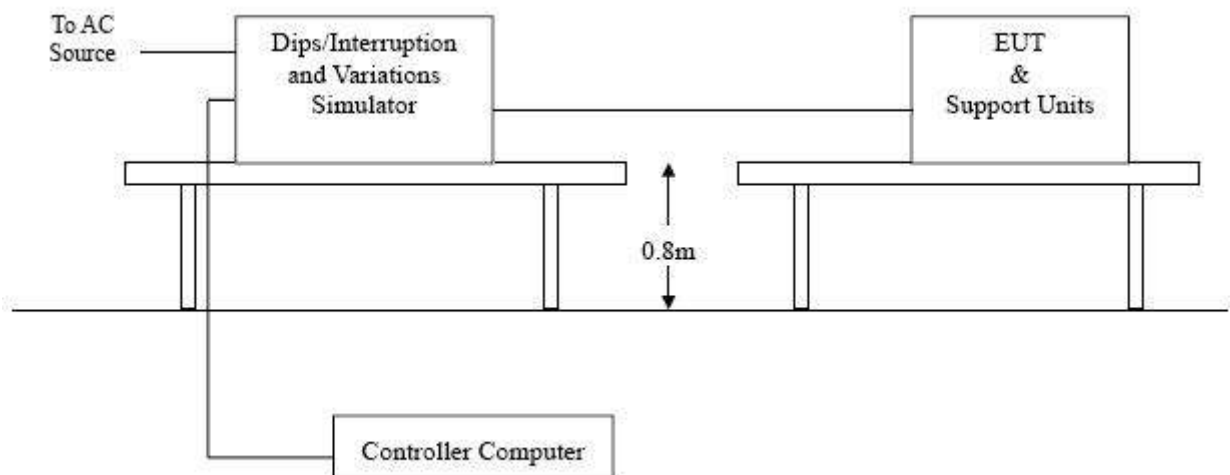 To AC
Source
Dips/Interruption
and Variations
Simulator
EUT
&
Support Units
0.8m
Controller Computer